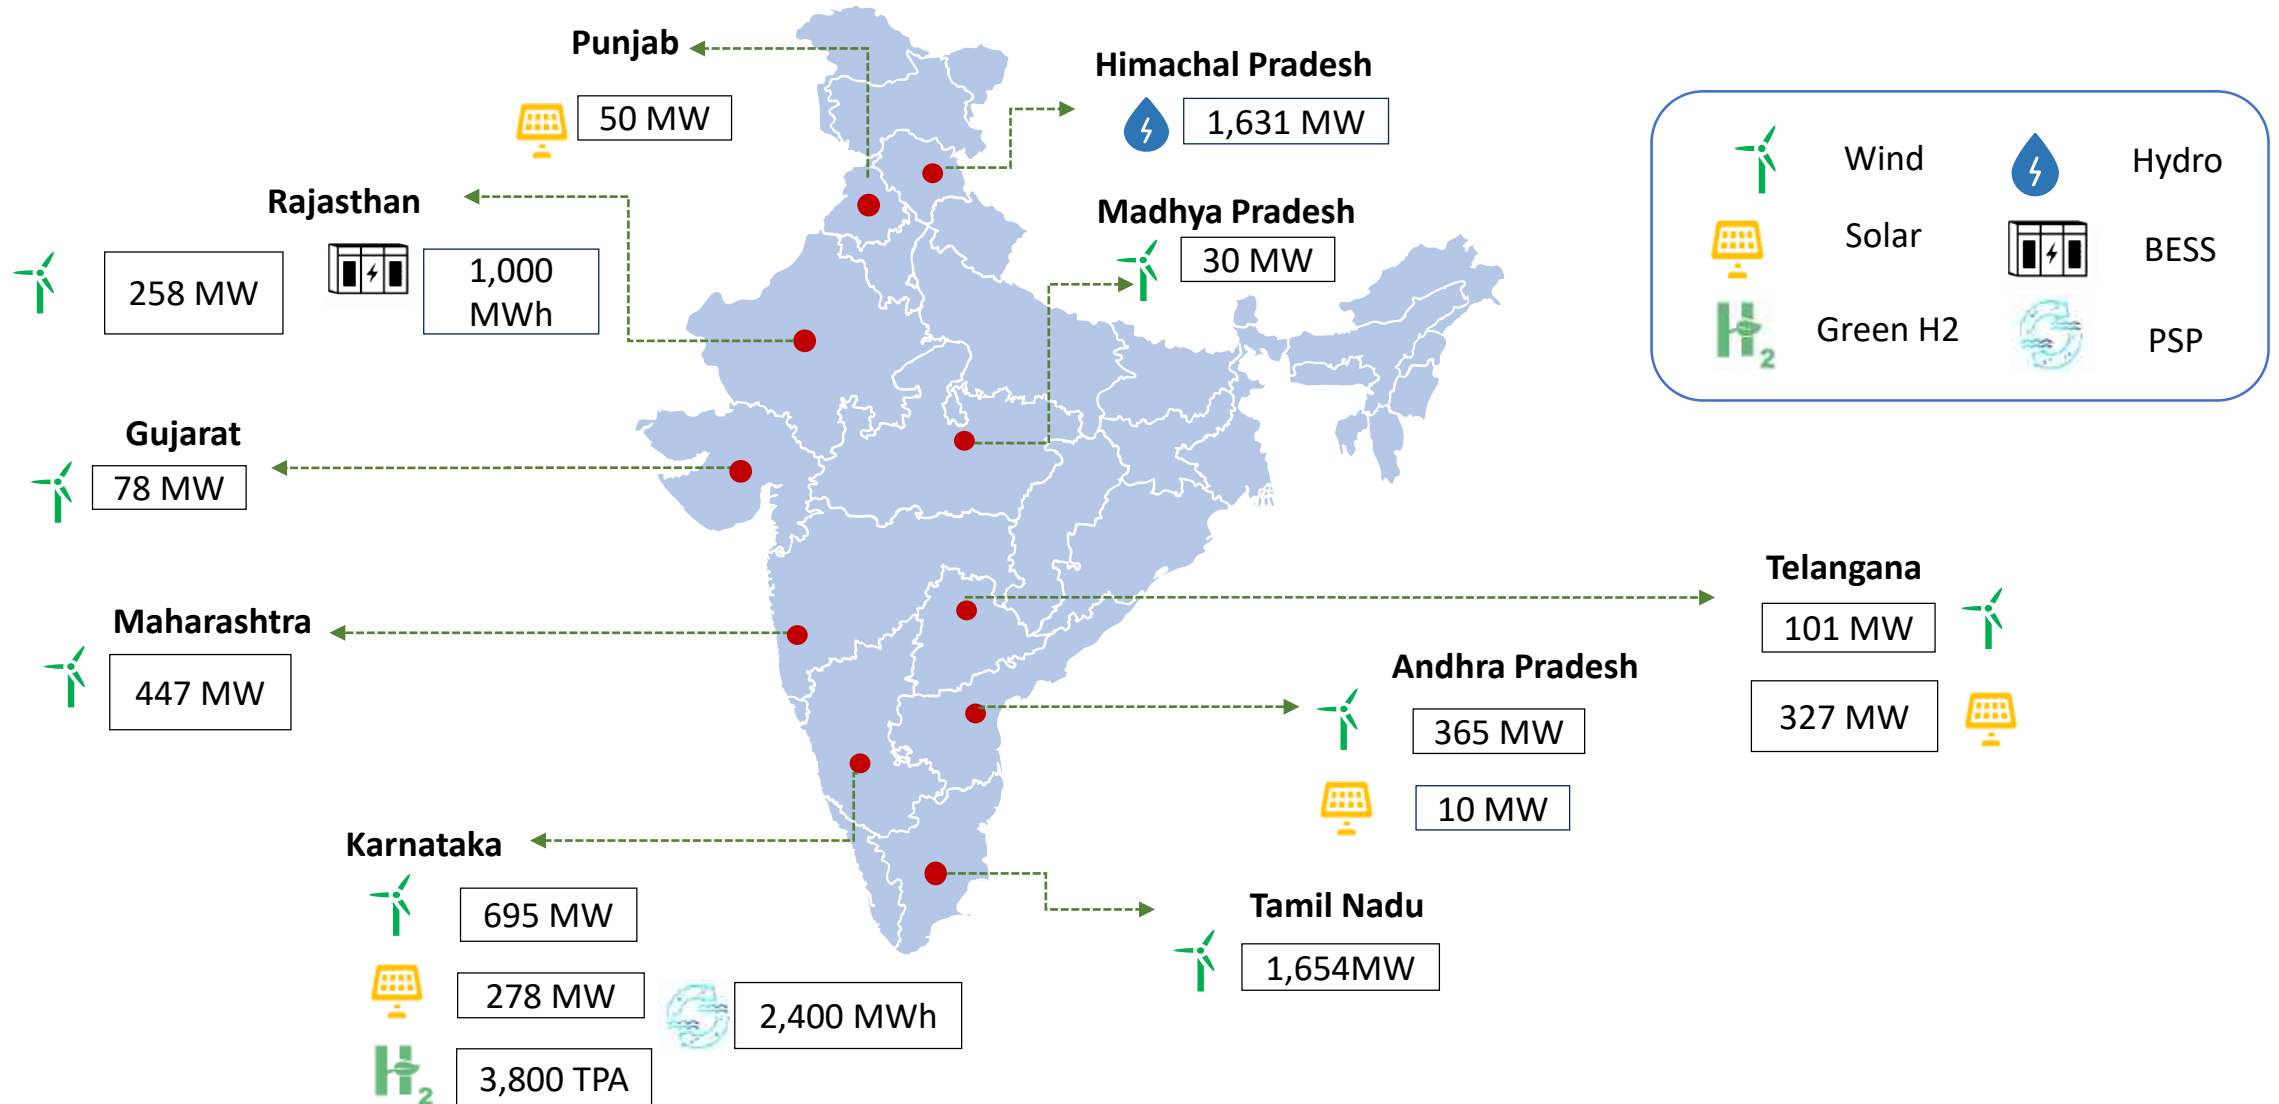 Punjab
50 MW
Himachal Pradesh
1,631 MW
Rajasthan
258 MW
1,000
MWh
Madhya Pradesh
30 MW
Wind
Hydro
Solar
BESS
H2
Green H2
PSP
Gujarat
78 MW
Maharashtra
447 MW
Telangana
101 MW
327 MW
Andhra Pradesh
365 MW
10 MW
Karnataka
695 MW
278 MW
2,400 MWh
H2
3,800 TPA
Tamil Nadu
1,654MW